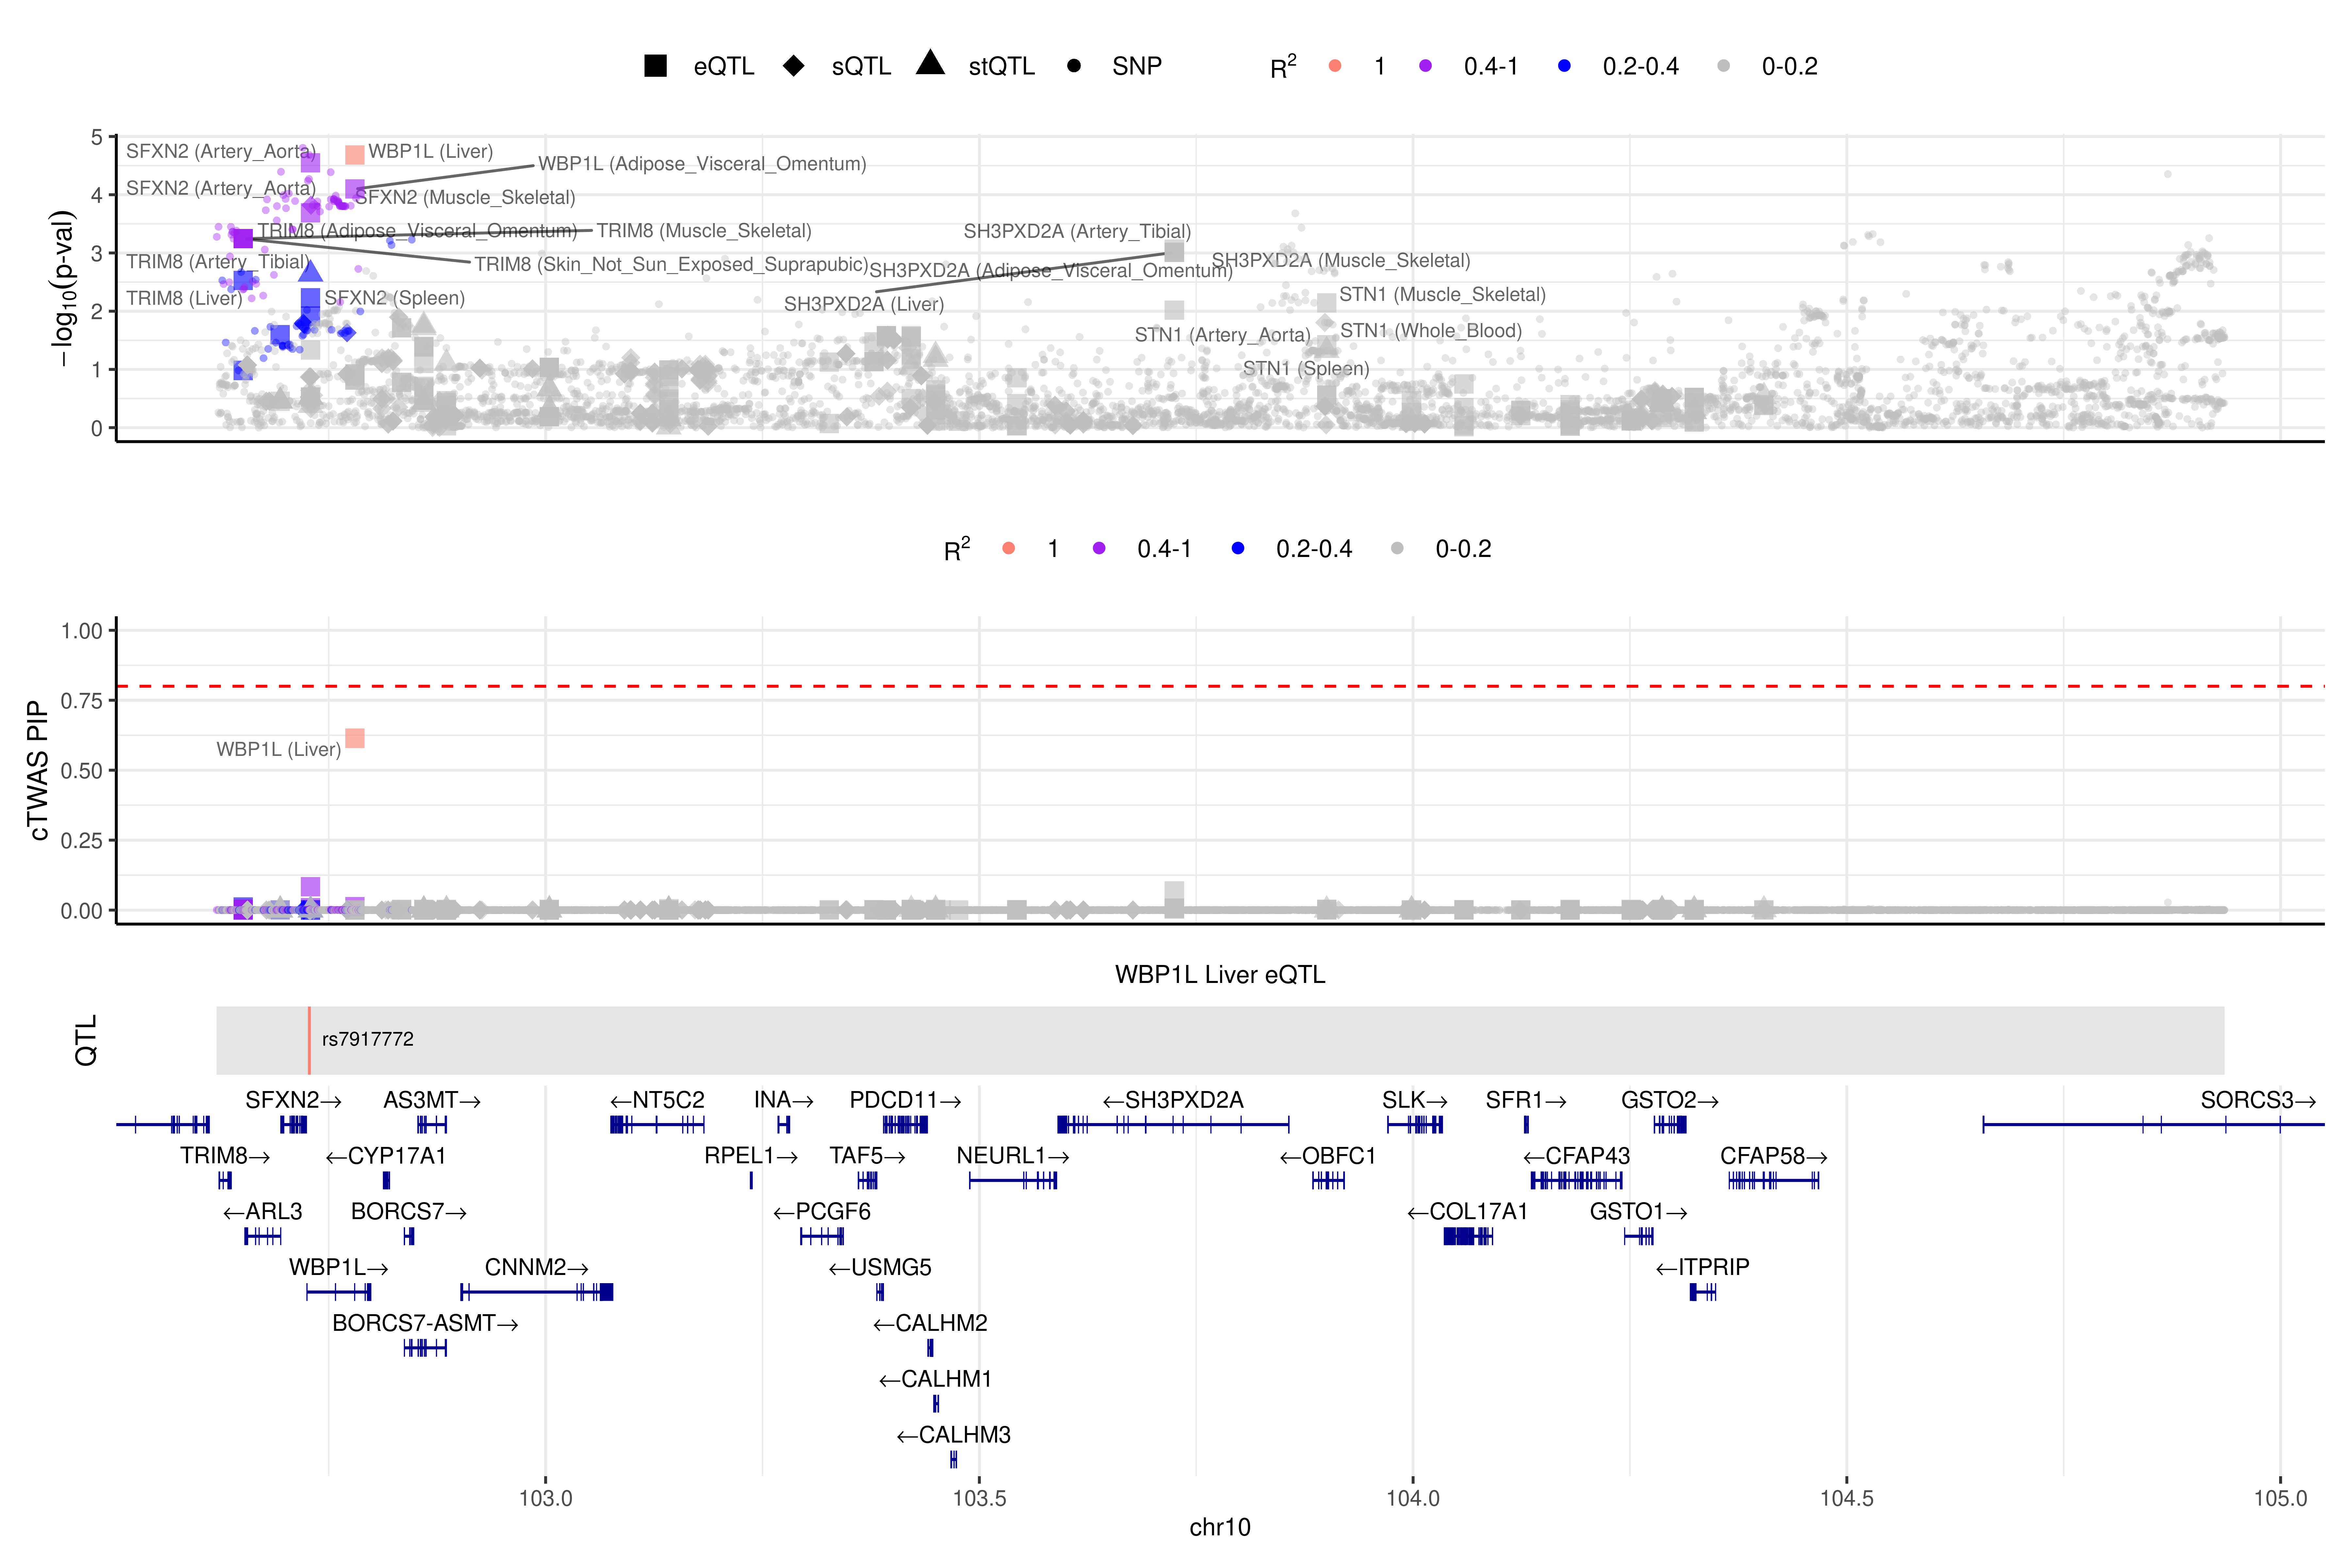 eQTL sQTL stQTL SNP R2 1 0.4-1 0.2-0.4 0-0.2
5
4
3
2
1
0
−log10(p-val)
SFXN2 (Artery_Aorta)
WBP1L (Liver)
WBP1L (Adipose_Visceral_Omentum)
SFXN2 (Artery_Aorta)
SFXN2 (Muscle_Skeletal)
TRIM8 (Adipose_Visceral_Omentum)
TRIM8 (Muscle_Skeletal)
SH3PXD2A (Artery_Tibial)
TRIM8 (Artery_Tibial)
TRIM8 (Skin_Not_Sun_Exposed_Suprapubic)
SH3PXD2A (Adipose_Visceral_Omentum)
SH3PXD2A (Muscle_Skeletal)
TRIM8 (Liver)
SFXN2 (Spleen)
SH3PXD2A (Liver)
STN1 (Muscle_Skeletal)
STN1 (Artery_Aorta)
STN1 (Whole_Blood)
STN1 (Spleen)
R2 1 0.4-1 0.2-0.4 0-0.2
1.00
0.75
0.50
0.25
0.00
cTWAS PIP
WBP1L (Liver)
WBP1L Liver eQTL
QTL
rs7917772
SFXN2→ AS3MT→ ←NT5C2 INA→ PDCD11→ ←SH3PXD2A SLK→ SFR1→ GSTO2→ SORCS3→
TRIM8→ ←CYP17A1 RPEL1→ TAF5→ NEURL1→ ←OBFC1 ←CFAP43 CFAP58→
←ARL3 BORCS7→ ←PCGF6 ←COL17A1 GSTO1→
WBP1L→ CNNM2→ ←USMG5 ←ITPRIP
BORCS7-ASMT→ ←CALHM2
←CALHM1
←CALHM3
103.0 103.5 104.0 104.5 105.0
chr10